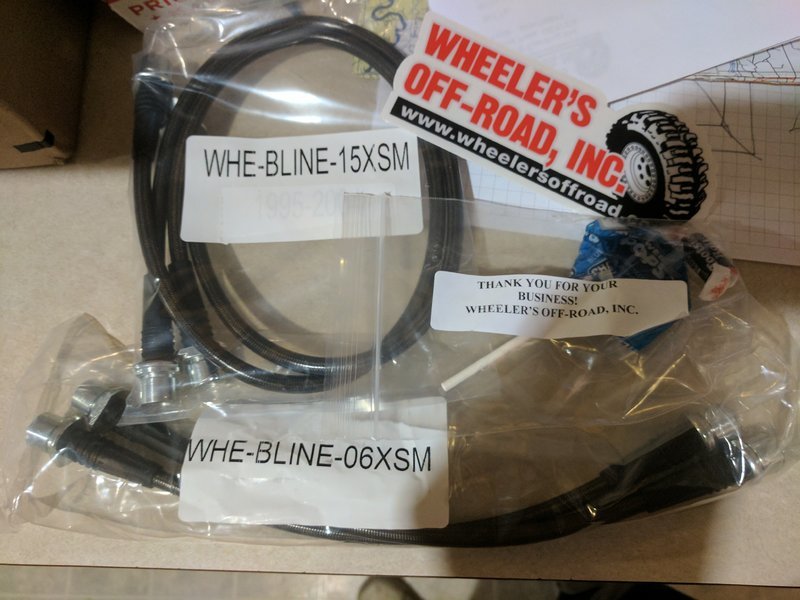 WHEELER'S
OFF-ROAD, INC.
www.wheelersoffroad.
WHE-BLINE-15XSM
THANK YOU FOR YOUR
BUSINESS!
WHEELER'S OFF-ROAD, INC.
WHE-BLINE-06XSM